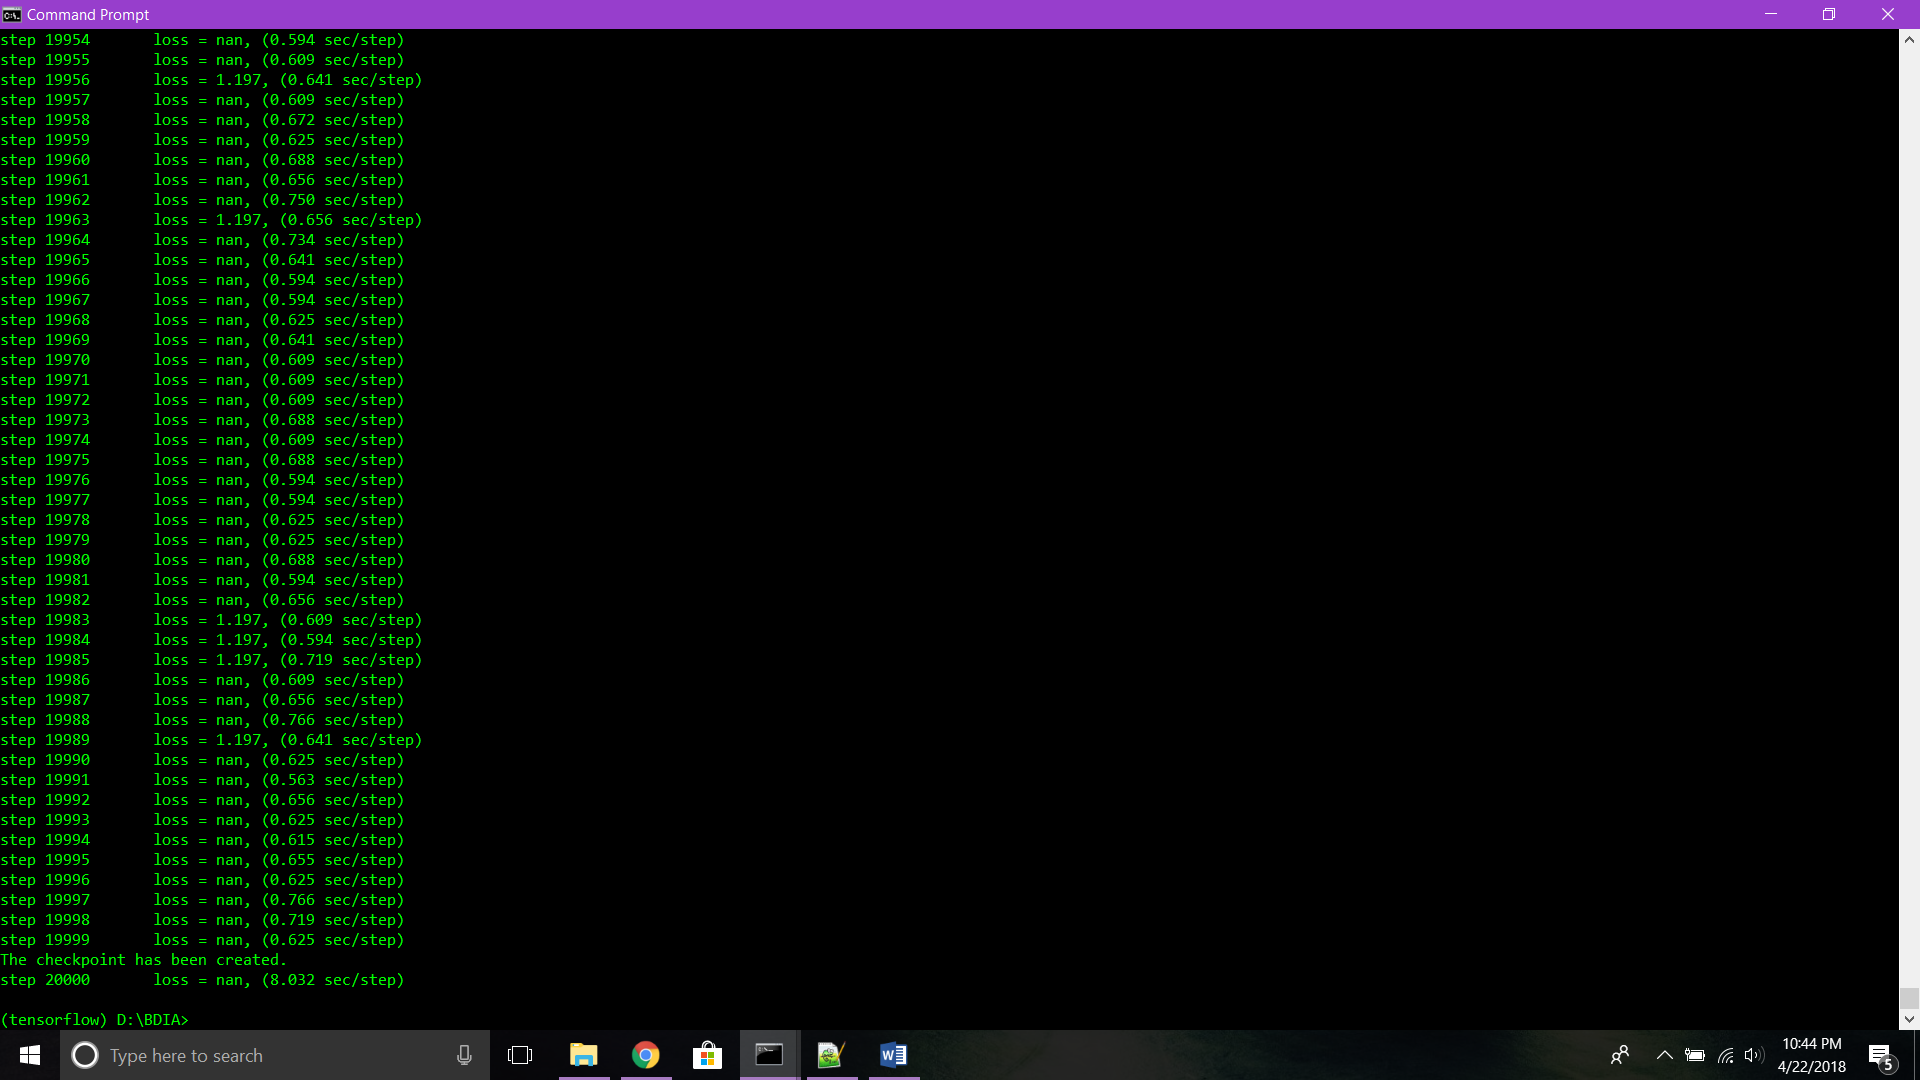 Command Prompt
step 19954 loss = nan, (0.594 sec/step)
step 19955 loss = nan, (0.609 sec/step)
step 19956 loss = 1.197, (0.641 sec/step)
step 19957 loss = nan, (0.609 sec/step)
step 19958 loss = nan, (0.672 sec/step)
step 19959 loss = nan, (0.625 sec/step)
step 19960 loss = nan, (0.688 sec/step)
step 19961 loss = nan, (0.656 sec/step)
step 19962 loss = nan, (0.750 sec/step)
step 19963 loss = 1.197, (0.656 sec/step)
step 19964 loss = nan, (0.734 sec/step)
step 19965 loss = nan, (0.641 sec/step)
step 19966 loss = nan, (0.594 sec/step)
step 19967 loss = nan, (0.594 sec/step)
step 19968 loss = nan, (0.625 sec/step)
step 19969 loss = nan, (0.641 sec/step)
step 19970 loss = nan, (0.609 sec/step)
step 19971 loss = nan, (0.609 sec/step)
step 19972 loss = nan, (0.609 sec/step)
step 19973 loss = nan, (0.688 sec/step)
step 19974 loss = nan, (0.609 sec/step)
step 19975 loss = nan, (0.688 sec/step)
step 19976 loss = nan, (0.594 sec/step)
step 19977 loss = nan, (0.594 sec/step)
step 19978 loss = nan, (0.625 sec/step)
step 19979 loss = nan, (0.625 sec/step)
step 19980 loss = nan, (0.688 sec/step)
step 19981 loss = nan, (0.594 sec/step)
step 19982 loss = nan, (0.656 sec/step)
step 19983 loss = 1.197, (0.609 sec/step)
step 19984 loss = 1.197, (0.594 sec/step)
step 19985 loss = 1.197, (0.719 sec/step)
step 19986 loss = nan, (0.609 sec/step)
step 19987 loss = nan, (0.656 sec/step)
step 19988 loss = nan, (0.766 sec/step)
step 19989 loss = 1.197, (0.641 sec/step)
step 19990 loss = nan, (0.625 sec/step)
step 19991 loss = nan, (0.563 sec/step)
step 19992 loss = nan, (0.656 sec/step)
step 19993 loss = nan, (0.625 sec/step)
step 19994 loss = nan, (0.615 sec/step)
step 19995 loss = nan, (0.655 sec/step)
step 19996 loss = nan, (0.625 sec/step)
step 19997 loss = nan, (0.766 sec/step)
step 19998 loss = nan, (0.719 sec/step)
step 19999 loss = nan, (0.625 sec/step)
The checkpoint has been created.
step 20000 loss = nan, (8.032 sec/step)
(tensorflow) D:\BDIA>
Type here to search
10:44 PM
4/22/2018
5